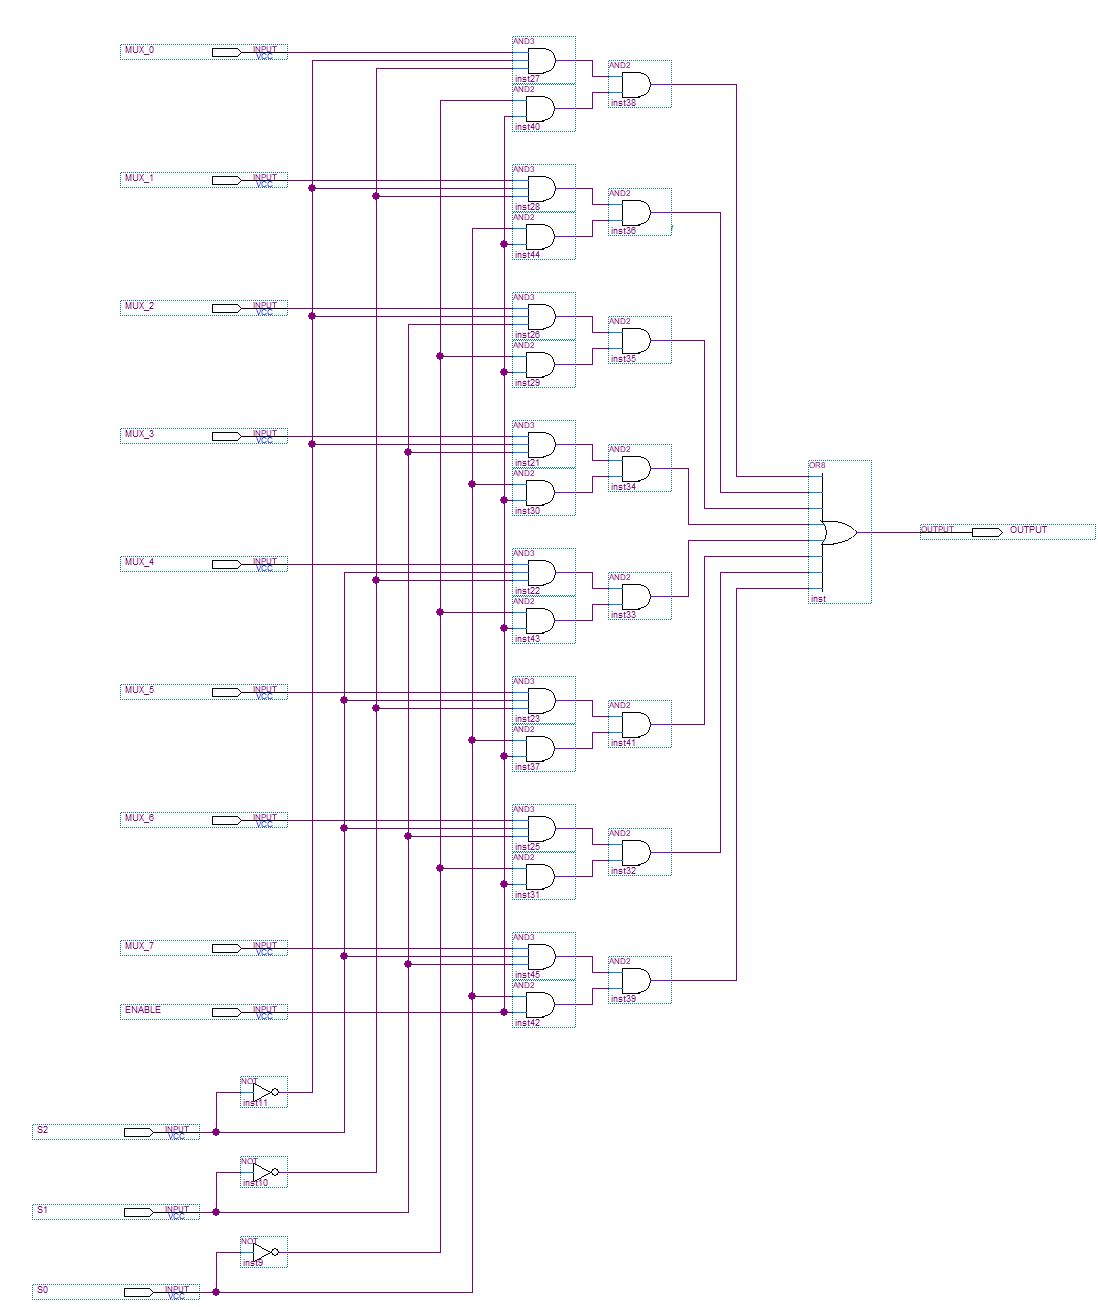 MUX_0 INPUT VCC
AND3
inst27
AND2
inst40
AND2
inst38
MUX_1 INPUT VCC
AND3
inst28
AND2
inst44
AND2
inst36
MUX_2 INPUT VCC
AND3
inst26
AND2
inst29
AND2
inst35
MUX_3 INPUT VCC
AND3
inst21
AND2
inst30
AND2
inst34
OR8
inst
OUTPUT OUTPUT
MUX_4 INPUT VCC
AND3
inst22
AND2
inst43
AND2
inst33
MUX_5 INPUT VCC
AND3
inst23
AND2
inst37
AND2
inst41
MUX_6 INPUT VCC
AND3
inst25
AND2
inst31
AND2
inst32
MUX_7 INPUT VCC
AND3
inst45
AND2
inst42
AND2
inst39
ENABLE INPUT VCC
NOT
inst11
S2 INPUT VCC
NOT
inst10
S1 INPUT VCC
NOT
inst9
S0 INPUT VCC